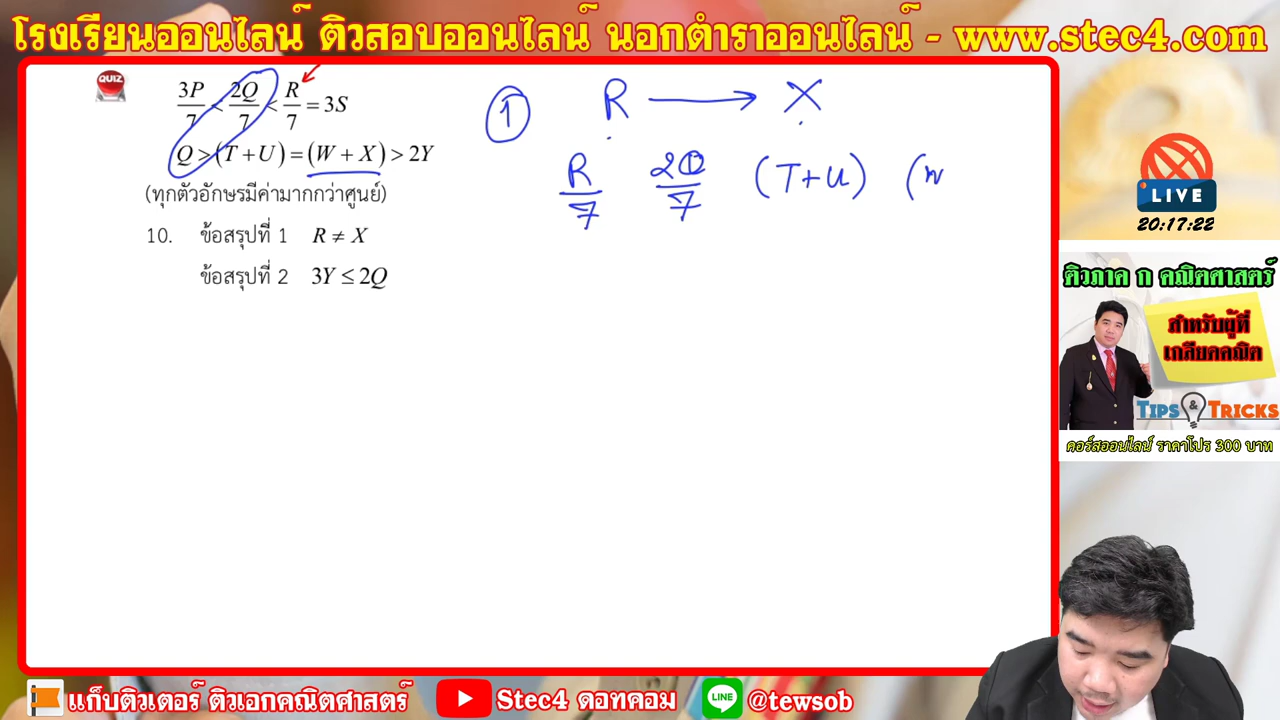 โรงเรียนออนไลน์ ติวสอบออนไลน์ นอกตำราออนไลน์ - www.stec4.com
QUIZ
3P/7 < 2Q/7 < R/7 = 3S
Q > (T + U) = (W + X) > 2Y
(ทุกตัวอักษรมีค่ามากกว่าศูนย์)
10. ข้อสรุปที่ 1 R ≠ X
ข้อสรุปที่ 2 3Y ≤ 2Q
① R → X
R/7 2Q/7 (T+U) (W
LIVE
20:17:22
ติวภาค ก คณิตศาสตร์
สำหรับผู้ที่
เกลียดคณิต
TIPS & TRICKS
คอร์สออนไลน์ ราคาโปร 300 บาท
แก๊บติวเตอร์ ติวเอกคณิตศาสตร์ Stec4 ดอทคอม LINE @tewsob